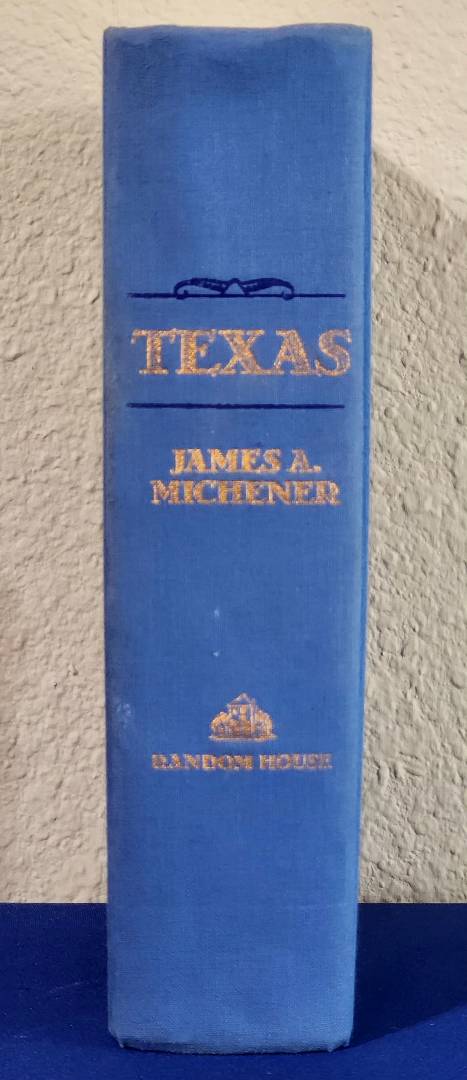 TEXAS
JAMES A.
MICHENER
RANDOM HOUSE